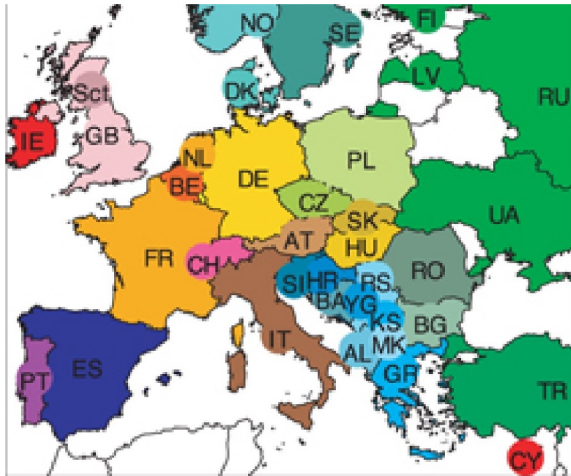 NO
SE
FI
Sct
DK
LV
RU
IE
GB
NL
BE
DE
PL
CZ
SK
UA
FR
CH
AT
HU
RO
SI
HR
RS
BA
YG
KS
BG
MK
AL
IT
GR
PT
ES
TR
CY